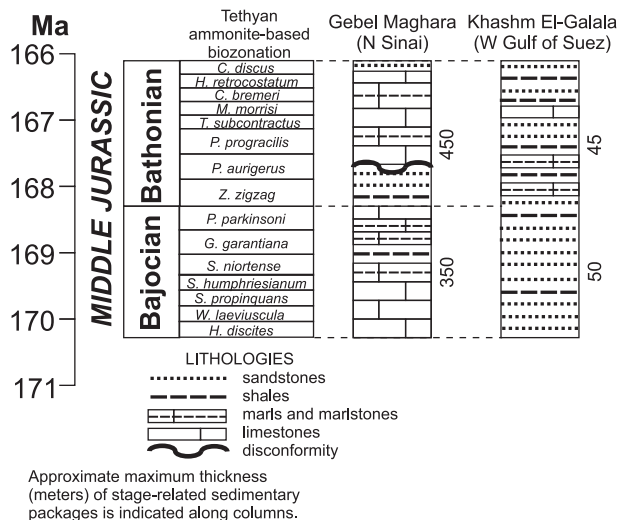 Ma
166
167
168
169
170
171
MIDDLE JURASSIC
Bathonian
Bajocian
Tethyan
ammonite-based
biozonation
C. discus
H. retrocostatum
C. bremeri
M. morrisi
T. subcontractus
P. progracilis
P. aurigerus
Z. zigzag
P. parkinsoni
G. garantiana
S. niortense
S. humphriesianum
S. propinquans
W. laeviuscula
H. discites
Gebel Maghara
(N Sinai)
450
350
Khashm El-Galala
(W Gulf of Suez)
45
50
LITHOLOGIES
sandstones
shales
marls and marlstones
limestones
disconformity
Approximate maximum thickness
(meters) of stage-related sedimentary
packages is indicated along columns.